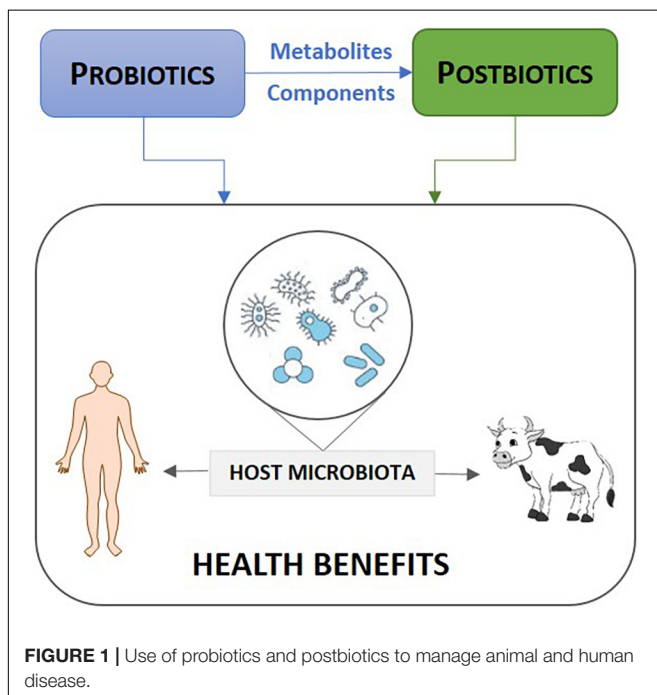 PROBIOTICS
Metabolites
Components
POSTBIOTICS
HOST MICROBIOTA
HEALTH BENEFITS
FIGURE 1 | Use of probiotics and postbiotics to manage animal and human
disease.